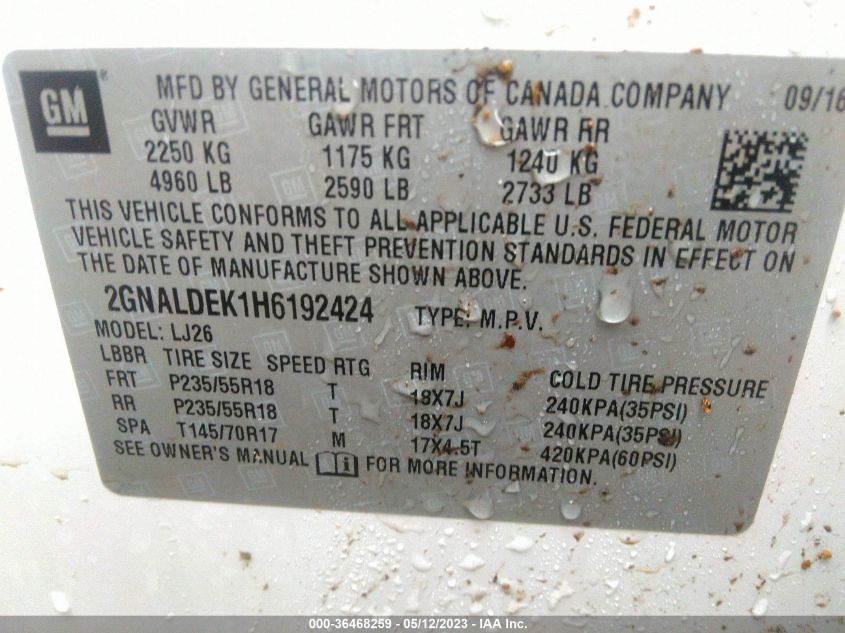 GM
MFD BY GENERAL MOTORS OF CANADA COMPANY 09/16
GVWR GAWR FRT GAWR RR
2250 KG 1175 KG 1240 KG
4960 LB 2590 LB 2733 LB
THIS VEHICLE CONFORMS TO ALL APPLICABLE U.S. FEDERAL MOTOR
VEHICLE SAFETY AND THEFT PREVENTION STANDARDS IN EFFECT ON
THE DATE OF MANUFACTURE SHOWN ABOVE.
2GNALDEK1H6192424 TYPE: M.P.V.
MODEL: LJ26
LBBR TIRE SIZE SPEED RTG RIM COLD TIRE PRESSURE
FRT P235/55R18 T 18X7J 240KPA(35PSI)
RR P235/55R18 T 18X7J 240KPA(35PSI)
SPA T145/70R17 M 17X4.5T 420KPA(60PSI)
SEE OWNER'S MANUAL FOR MORE INFORMATION.
000-36468259 - 05/12/2023 - IAA Inc.